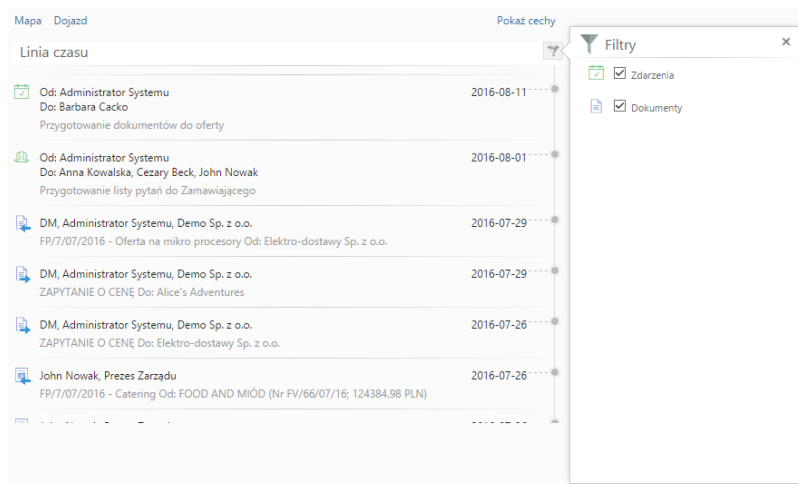 Mapa Dojazd Pokaż cechy
Linia czasu
Od: Administrator Systemu 2016-08-11
Do: Barbara Cacko
Przygotowanie dokumentów do oferty
Od: Administrator Systemu 2016-08-01
Do: Anna Kowalska, Cezary Beck, John Nowak
Przygotowanie listy pytań do Zamawiającego
DM, Administrator Systemu, Demo Sp. z o.o. 2016-07-29
FP/7/07/2016 - Oferta na mikro procesory Od: Elektro-dostawy Sp. z o.o.
DM, Administrator Systemu, Demo Sp. z o.o. 2016-07-29
ZAPYTANIE O CENĘ Do: Alice's Adventures
DM, Administrator Systemu, Demo Sp. z o.o. 2016-07-26
ZAPYTANIE O CENĘ Do: Elektro-dostawy Sp. z o.o.
John Nowak, Prezes Zarządu 2016-07-26
FP/7/07/2016 - Catering Od: FOOD AND MIÓD (Nr FV/66/07/16; 124384.98 PLN)
Filtry
Zdarzenia
Dokumenty